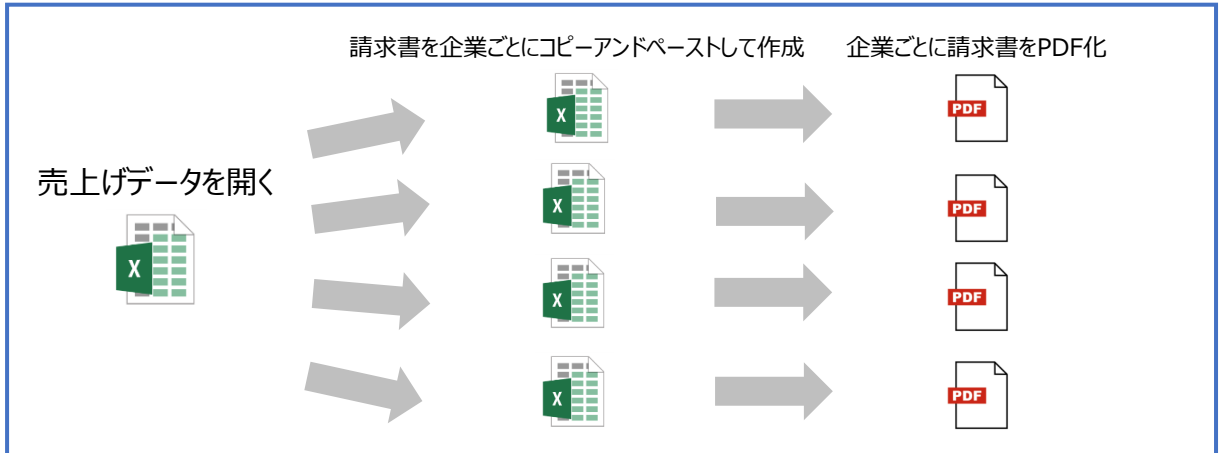 請求書を企業ごとにコピーアンドペーストして作成
企業ごとに請求書をPDF化
売上げデータを開く
X
X
X
X
X
PDF
PDF
PDF
PDF